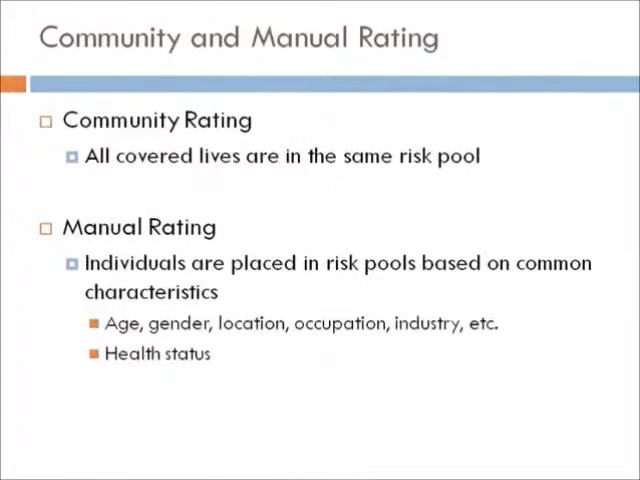 Community and Manual Rating
Community Rating
All covered lives are in the same risk pool
Manual Rating
Individuals are placed in risk pools based on common
characteristics
Age, gender, location, occupation, industry, etc.
Health status